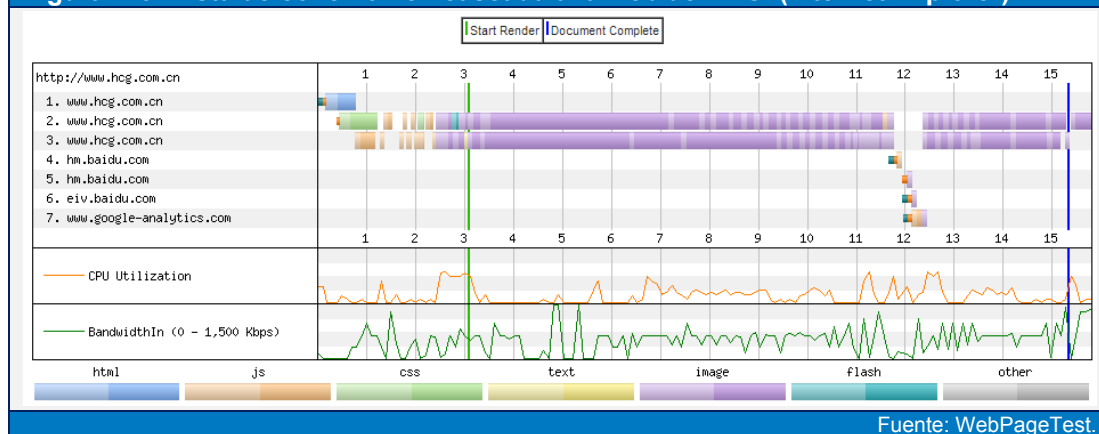 Start Render Document Complete
http://www.hcg.com.cn 1 2 3 4 5 6 7 8 9 10 11 12 13 14 15
1. www.hcg.com.cn
2. www.hcg.com.cn
3. www.hcg.com.cn
4. hm.baidu.com
5. hm.baidu.com
6. eiv.baidu.com
7. www.google-analytics.com
1 2 3 4 5 6 7 8 9 10 11 12 13 14 15
CPU Utilization
BandwidthIn (0 - 1,500 Kbps)
html js css text image flash other
Fuente: WebPageTest.